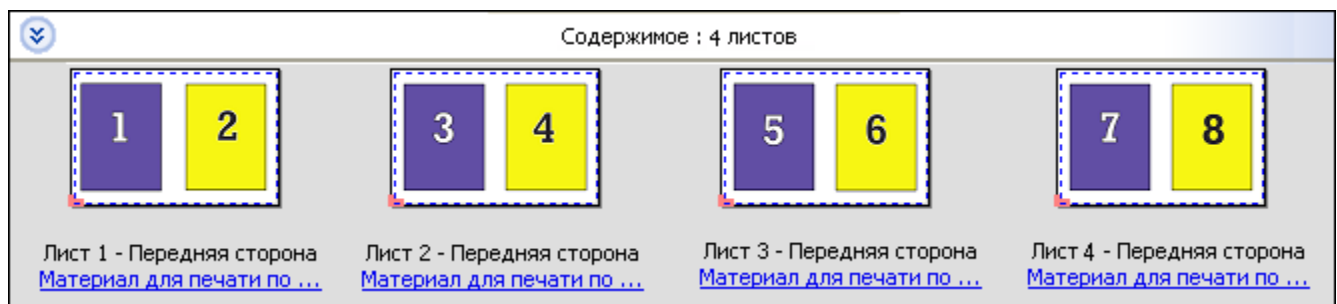 Содержимое : 4 листов
1 2 3 4 5 6 7 8
Лист 1 - Передняя сторона Лист 2 - Передняя сторона Лист 3 - Передняя сторона Лист 4 - Передняя сторона
Материал для печати по ... Материал для печати по ... Материал для печати по ... Материал для печати по ...